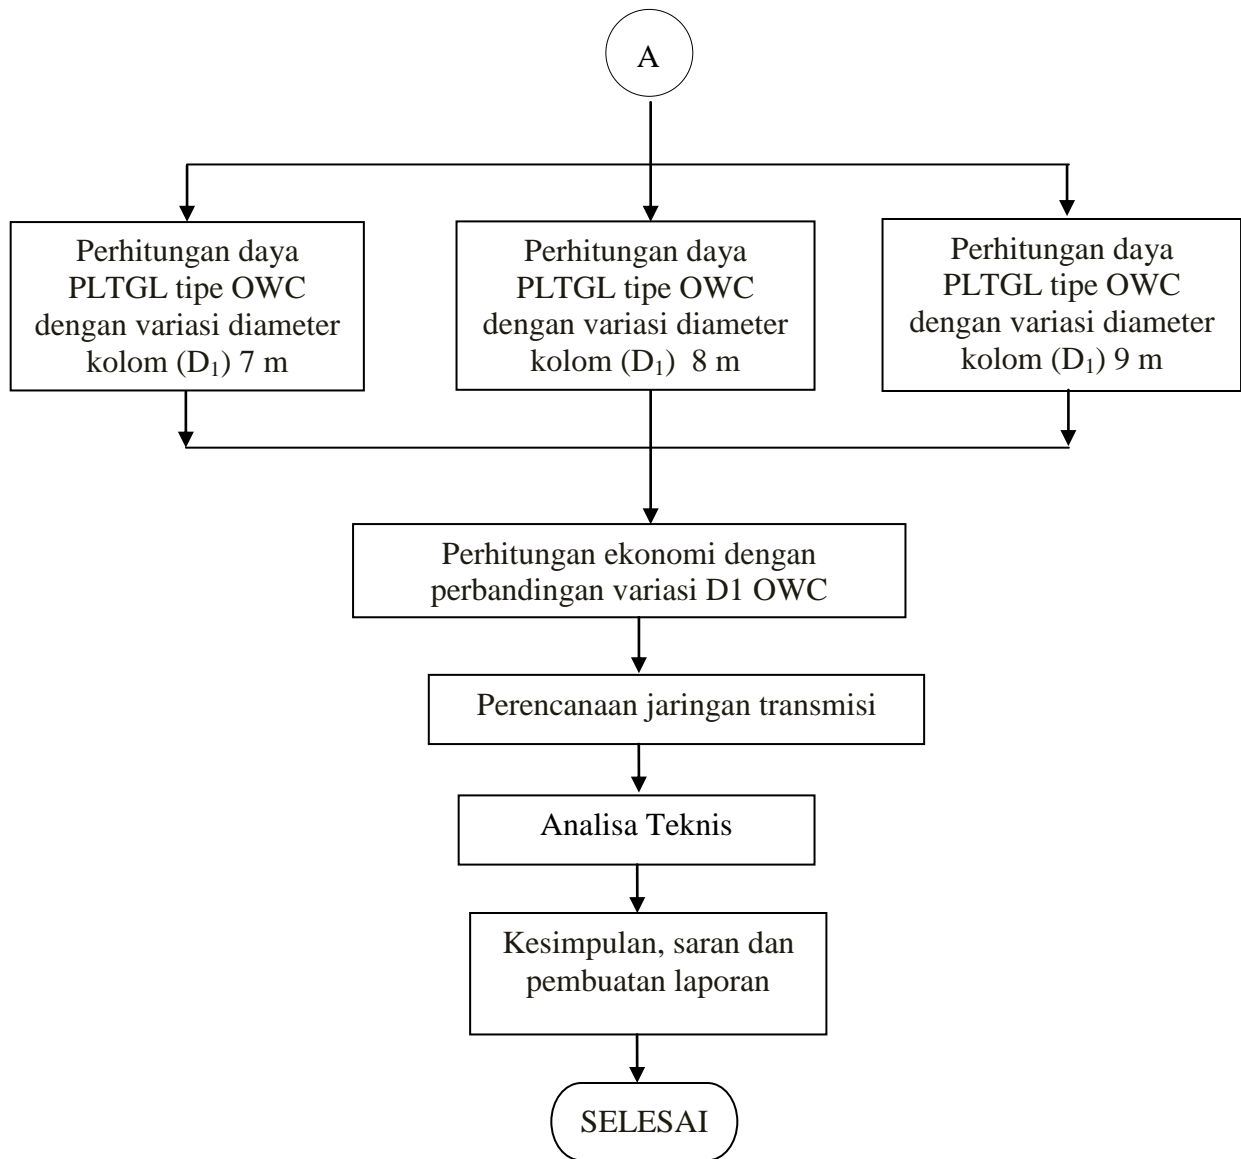 A
Perhitungan daya
PLTGL tipe OWC
dengan variasi diameter
kolom (D₁) 7 m
Perhitungan daya
PLTGL tipe OWC
dengan variasi diameter
kolom (D₁) 8 m
Perhitungan daya
PLTGL tipe OWC
dengan variasi diameter
kolom (D₁) 9 m
Perhitungan ekonomi dengan
perbandingan variasi D1 OWC
Perencanaan jaringan transmisi
Analisa Teknis
Kesimpulan, saran dan
pembuatan laporan
SELESAI